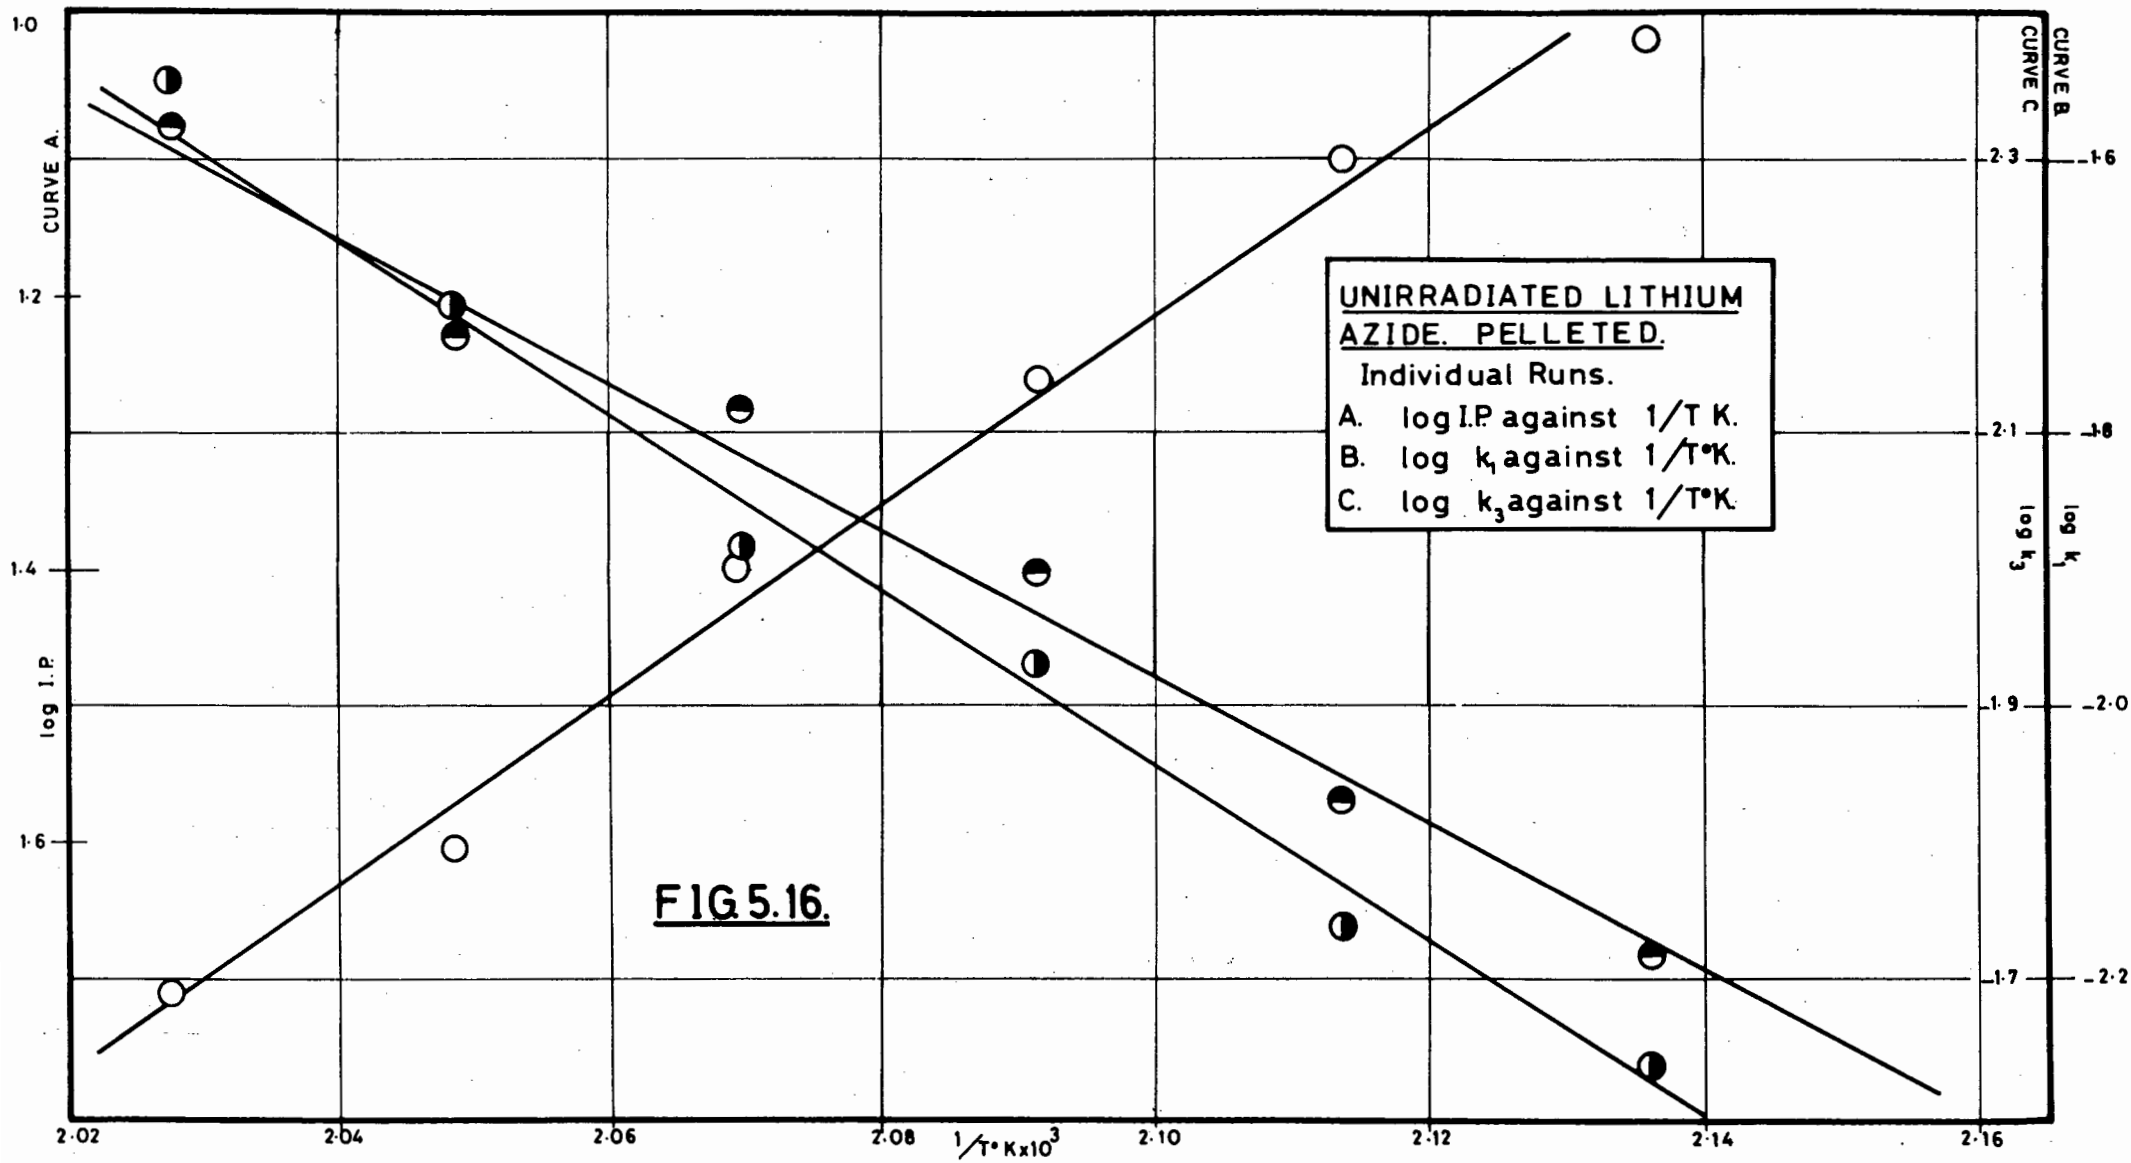 1.0
1.2
1.4
1.6
CURVE A.
log I.P.
2.02
2.04
2.06
2.08
2.10
2.12
2.14
2.16
1/T°Kx10³
FIG 5.16.
UNIRRADIATED LITHIUM
AZIDE. PELLETED.
Individual Runs.
A. log I.P. against 1/T K.
B. log k₁ against 1/T°K.
C. log k₃ against 1/T°K.
CURVE C
2.3
2.1
1.9
1.7
log k₃
CURVE B
-1.6
-1.8
-2.0
-2.2
log k₁